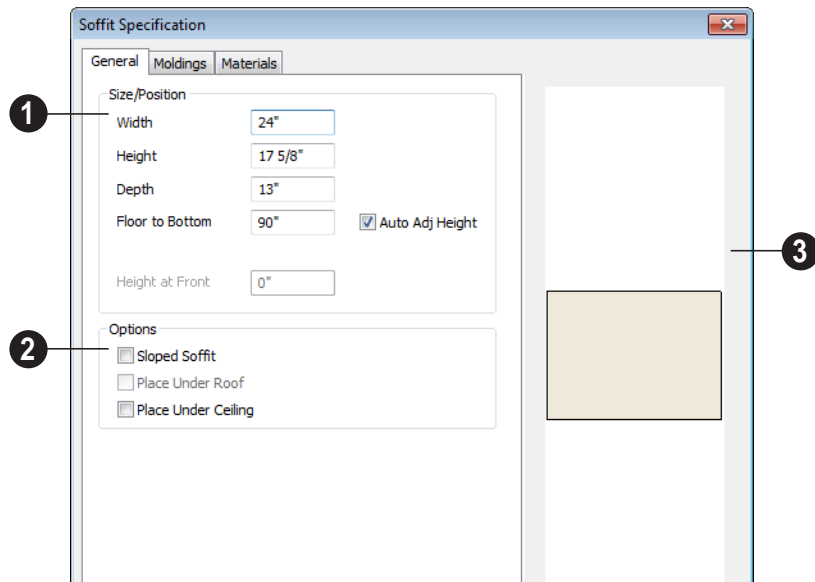 Soffit Specification
General Moldings Materials
Size/Position
1
Width 24"
Height 17 5/8"
Depth 13"
Floor to Bottom 90" Auto Adj Height
3
Height at Front 0"
Options
2
Sloped Soffit
Place Under Roof
Place Under Ceiling